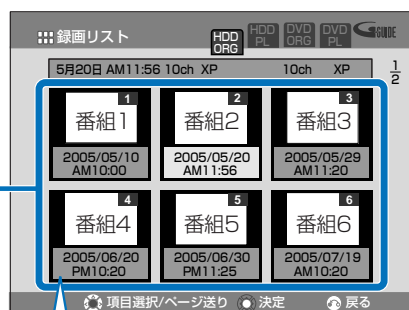 録画リスト HDD ORG HDD PL DVD ORG DVD PL GGUIDE
5月20日 AM11:56 10ch XP 10ch XP 1/2
1 2 3
番組1 番組2 番組3
2005/05/10 2005/05/20 2005/05/29
AM10:00 AM11:56 AM11:20
4 5 6
番組4 番組5 番組6
2005/06/20 2005/06/30 2005/07/19
PM10:20 PM11:25 AM10:20
項目選択/ページ送り 決定 戻る